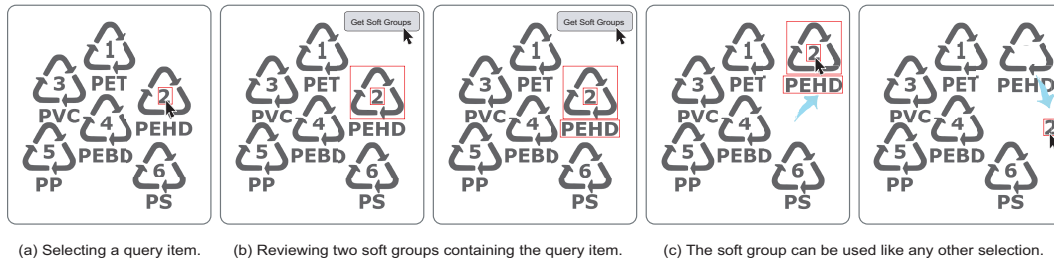 1
PET
3
PVC
2
PEHD
4
PEBD
5
PP
6
PS
Get Soft Groups
1
PET
3
PVC
2
PEHD
4
PEBD
5
PP
6
PS
Get Soft Groups
1
PET
3
PVC
2
PEHD
4
PEBD
5
PP
6
PS
1
PET
3
PVC
2
PEHD
4
PEBD
5
PP
6
PS
1
PET
3
PVC
PEHD
2
4
PEBD
5
PP
6
PS
(a) Selecting a query item.
(b) Reviewing two soft groups containing the query item.
(c) The soft group can be used like any other selection.